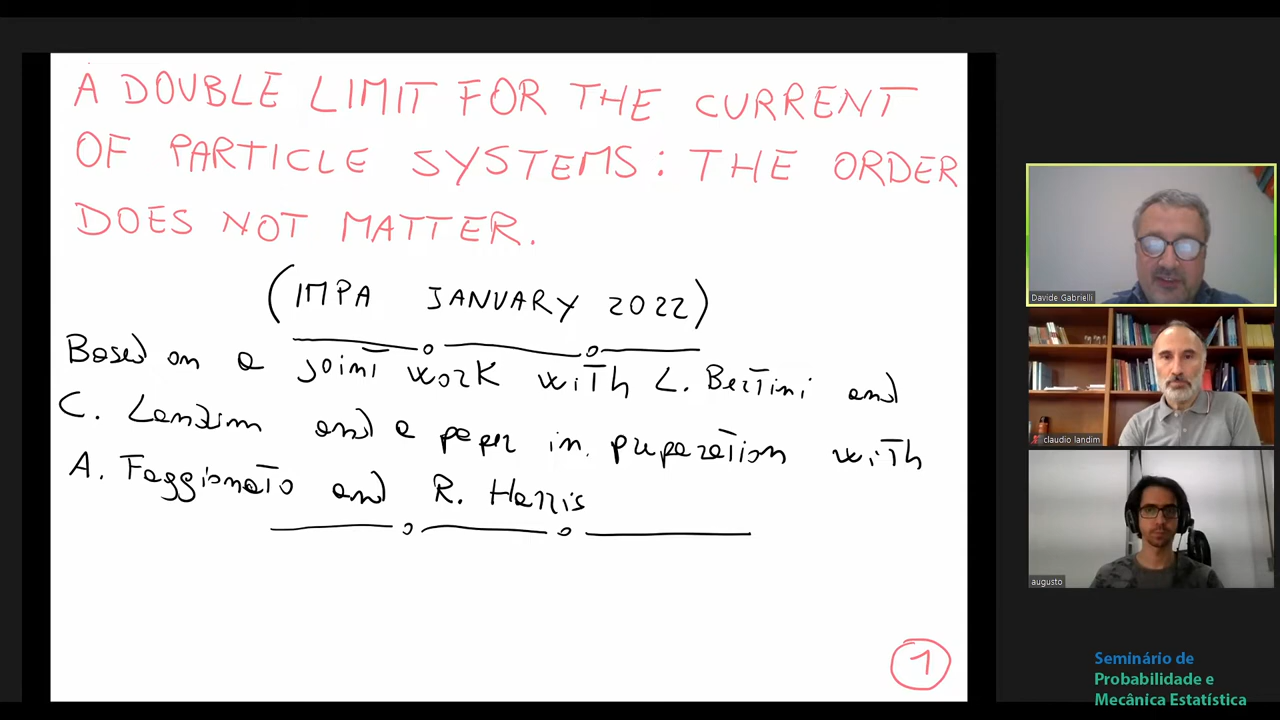 A DOUBLE LIMIT FOR THE CURRENT
OF PARTICLE SYSTEMS: THE ORDER
DOES NOT MATTER.
(IMPA JANUARY 2022)
Based on a joint work with L. Bertini and
C. Landim and a paper in preparation with
A. Faggionato and R. Harris
1
Davide Gabrielli
claudio landim
augusto
Seminário de
Probabilidade e
Mecânica Estatística